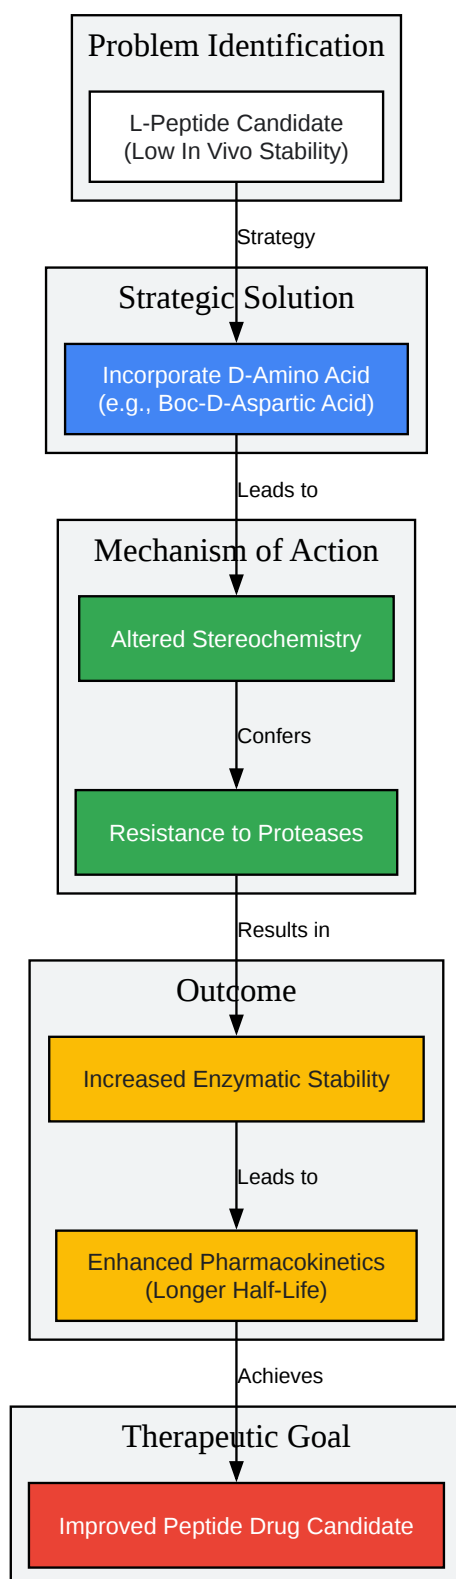 Problem Identification
L-Peptide Candidate
(Low In Vivo Stability)
Strategy
Strategic Solution
Incorporate D-Amino Acid
(e.g., Boc-D-Aspartic Acid)
Leads to
Mechanism of Action
Altered Stereochemistry
Confers
Resistance to Proteases
Results in
Outcome
Increased Enzymatic Stability
Leads to
Enhanced Pharmacokinetics
(Longer Half-Life)
Achieves
Therapeutic Goal
Improved Peptide Drug Candidate